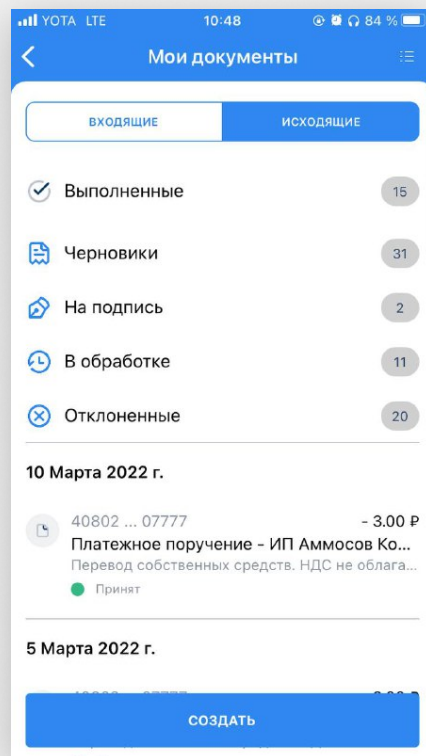 YOTA LTE 10:48 84 %
Мои документы
ВХОДЯЩИЕ ИСХОДЯЩИЕ
Выполненные 15
Черновики 31
На подпись 2
В обработке 11
Отклоненные 20
10 Марта 2022 г.
40802 ... 07777 - 3.00 ₽
Платежное поручение - ИП Аммосов Ко...
Перевод собственных средств. НДС не облага...
Принят
5 Марта 2022 г.
СОЗДАТЬ